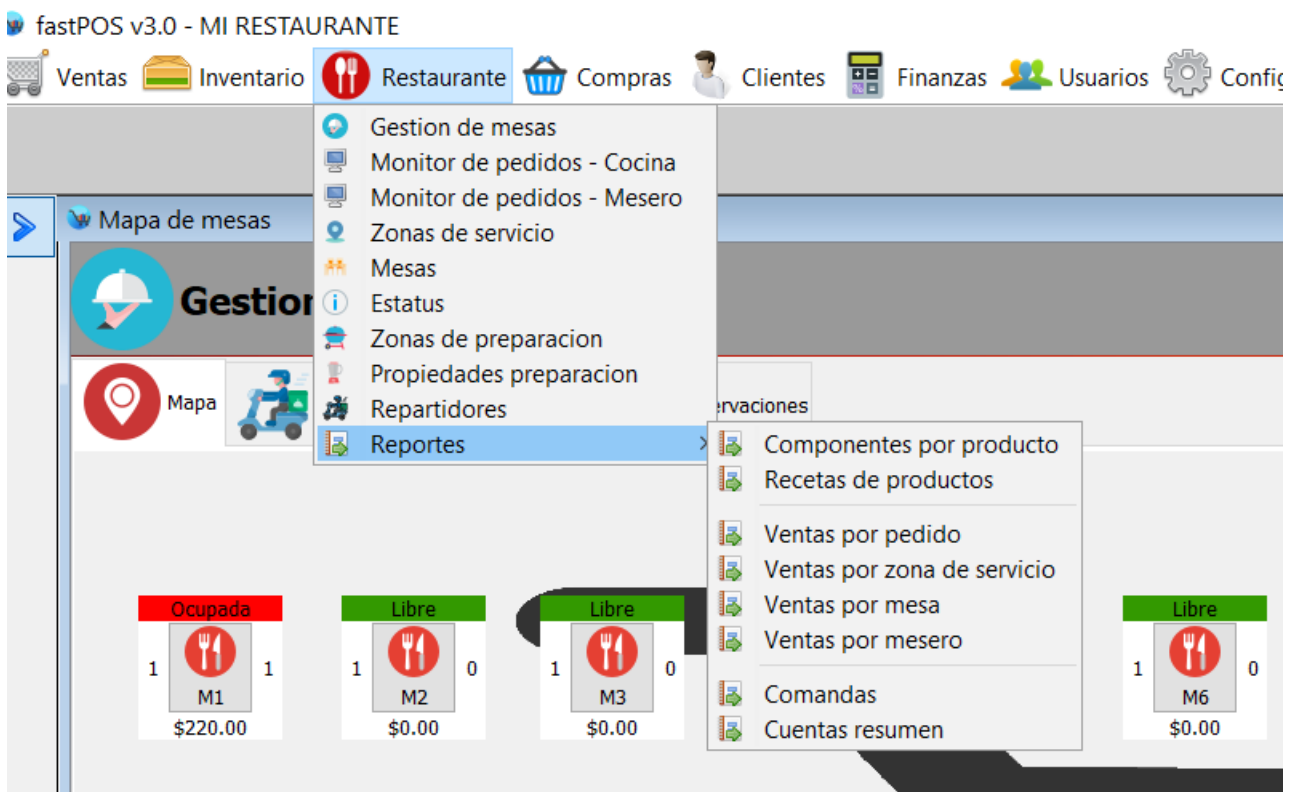 fastPOS v3.0 - MI RESTAURANTE
Ventas Inventario Restaurante Compras Clientes Finanzas Usuarios
Gestion de mesas
Monitor de pedidos - Cocina
Monitor de pedidos - Mesero
Zonas de servicio
Mesas
Estatus
Zonas de preparacion
Propiedades preparacion
Repartidores
Reportes
Componentes por producto
Recetas de productos
Ventas por pedido
Ventas por zona de servicio
Ventas por mesa
Ventas por mesero
Comandas
Cuentas resumen
Mapa de mesas
Mapa
Ocupada
1 1
M1
$220.00
Libre
1 0
M2
$0.00
Libre
1 0
M3
$0.00
Libre
1 0
M6
$0.00